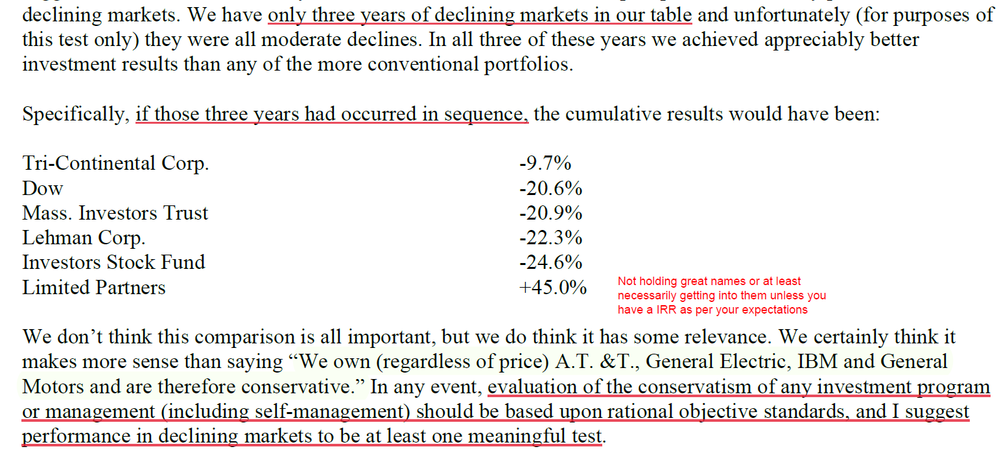 declining markets. We have only three years of declining markets in our table and unfortunately (for purposes of
this test only) they were all moderate declines. In all three of these years we achieved appreciably better
investment results than any of the more conventional portfolios.
Specifically, if those three years had occurred in sequence, the cumulative results would have been:
Tri-Continental Corp. -9.7%
Dow -20.6%
Mass. Investors Trust -20.9%
Lehman Corp. -22.3%
Investors Stock Fund -24.6%
Limited Partners +45.0%
Not holding great names or at least
necessarily getting into them unless you
have a IRR as per your expectations
We don’t think this comparison is all important, but we do think it has some relevance. We certainly think it
makes more sense than saying “We own (regardless of price) A.T. &T., General Electric, IBM and General
Motors and are therefore conservative.” In any event, evaluation of the conservatism of any investment program
or management (including self-management) should be based upon rational objective standards, and I suggest
performance in declining markets to be at least one meaningful test.